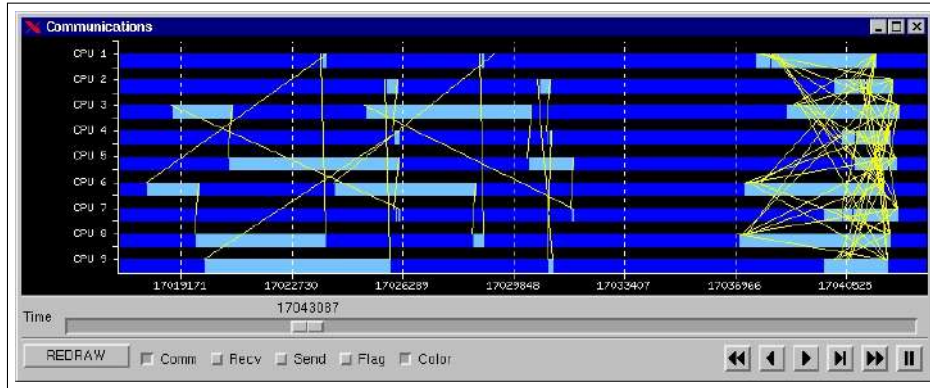 Communications
CPU 1
CPU 2
CPU 3
CPU 4
CPU 5
CPU 6
CPU 7
CPU 8
CPU 9
17019171 17022730 17026289 17029848 17033407 17036966 17040525
17043087
Time
REDRAW Comm Recv Send Flag Color